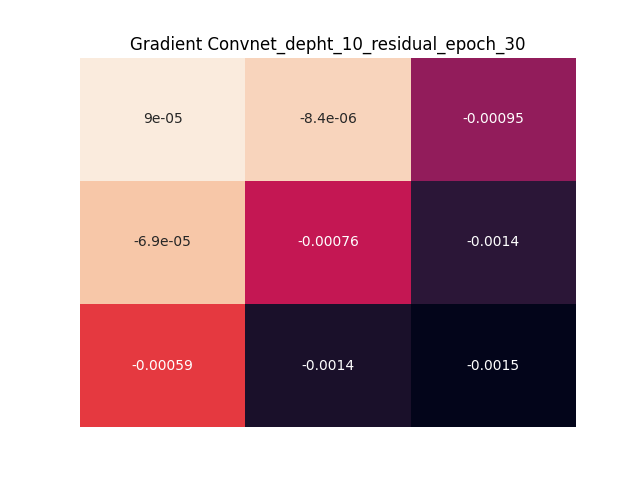 Gradient Convnet_depht_10_residual_epoch_30
9e-05 -8.4e-06 -0.00095
-6.9e-05 -0.00076 -0.0014
-0.00059 -0.0014 -0.0015